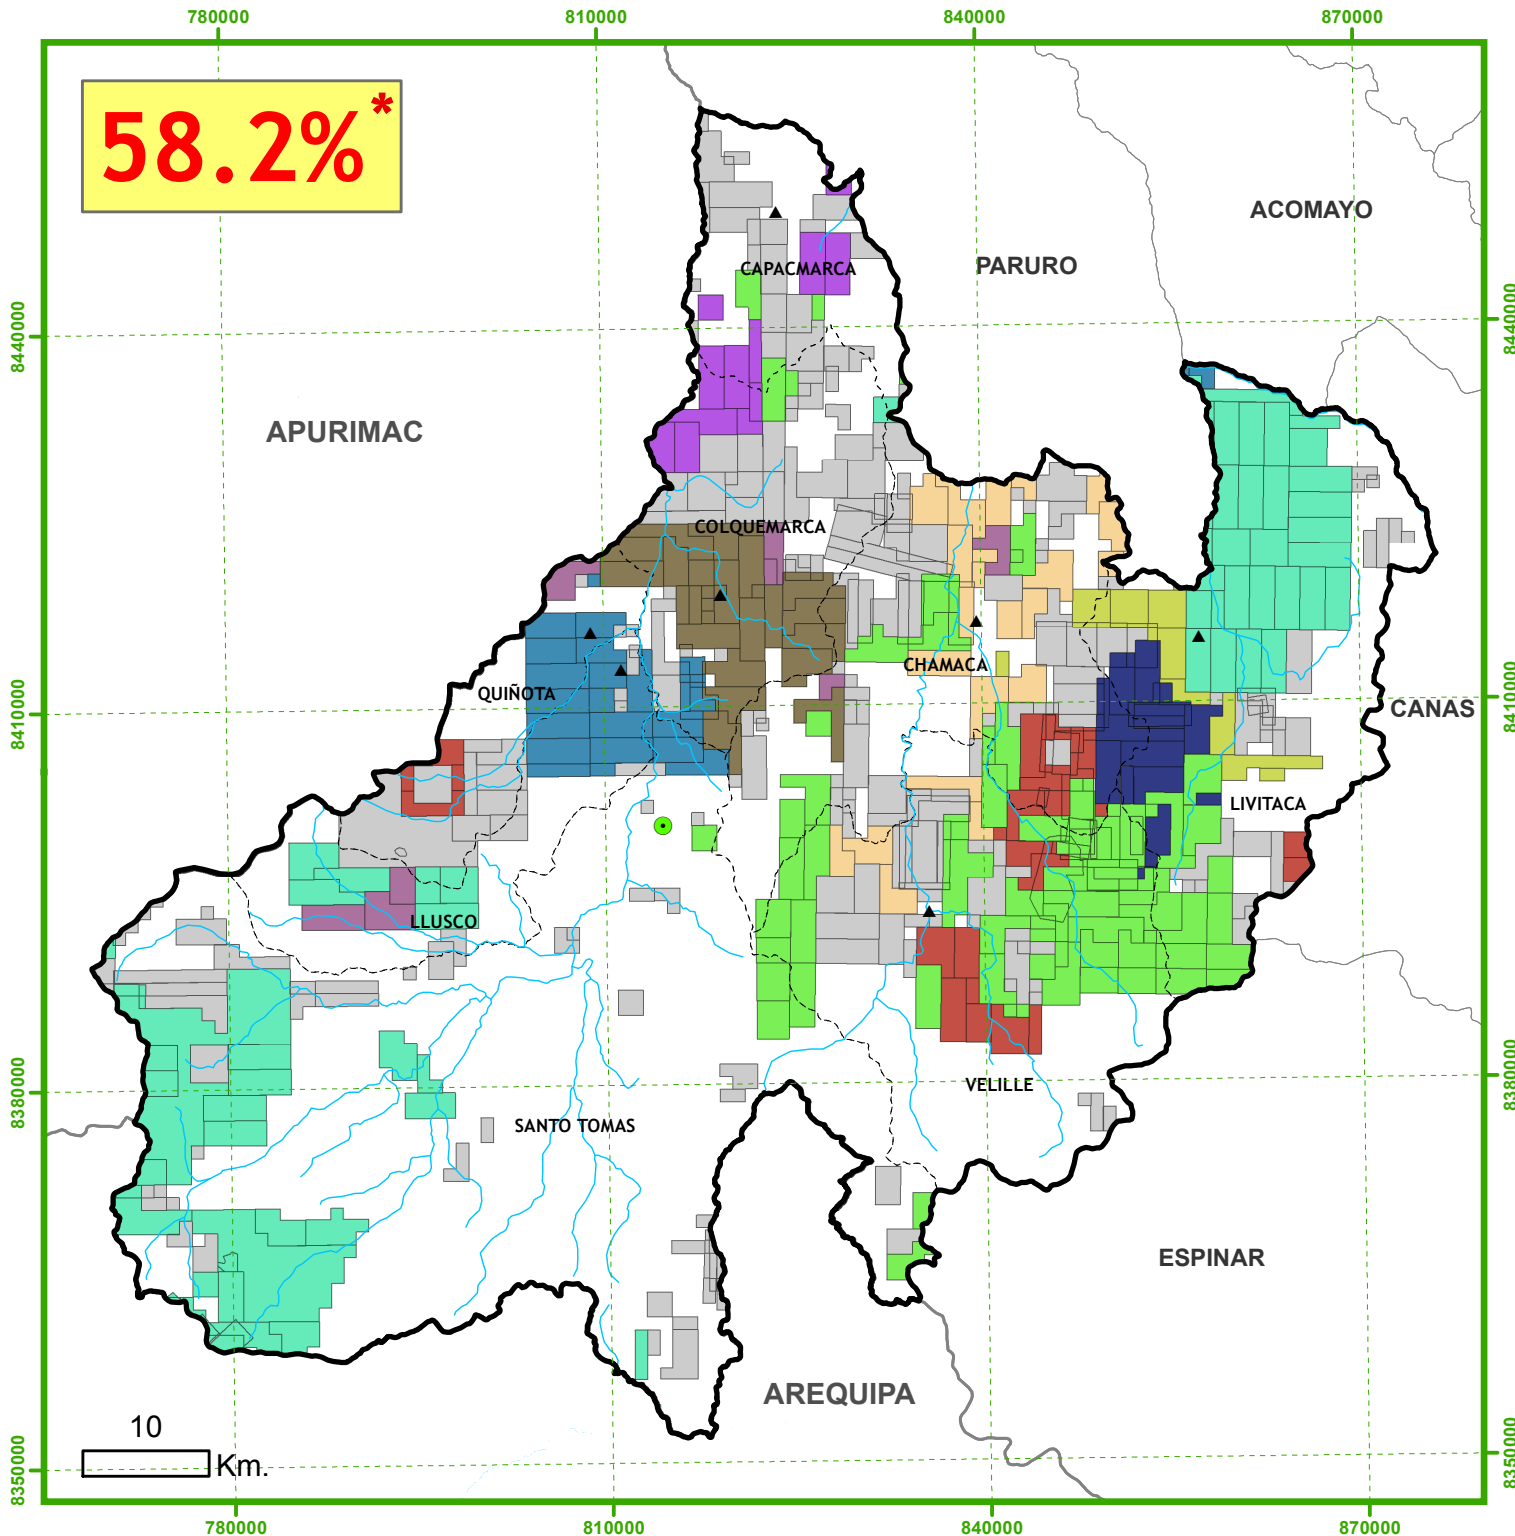 780000 810000 840000 870000
58.2%*
ACOMAYO
PARURO
CAPACMARCA
8440000 8440000
APURIMAC
COLQUEMARCA
CHAMACA
QUIÑOTA
8410000 8410000
CANAS
LIVITACA
LLUSCO
8380000 8380000
VELILLE
SANTO TOMAS
ESPINAR
AREQUIPA
10
Km.
8350000 8350000
780000 810000 840000 870000